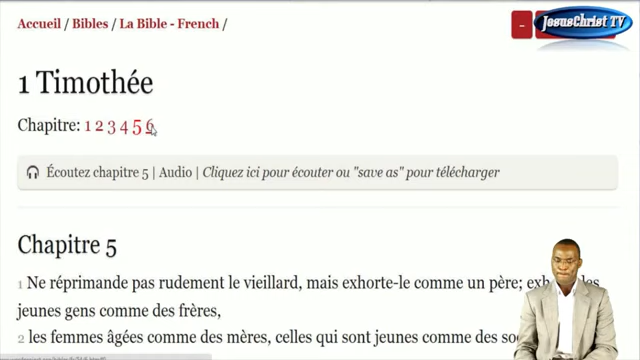 Accueil / Bibles / La Bible - French /
-
JesusChrist TV
1 Timothée
Chapitre: 1 2 3 4 5 6
Écoutez chapitre 5 | Audio | Cliquez ici pour écouter ou "save as" pour télécharger
Chapitre 5
1 Ne réprimande pas rudement le vieillard, mais exhorte-le comme un père; les
jeunes gens comme des frères,
2 les femmes âgées comme des mères, celles qui sont jeunes comme des